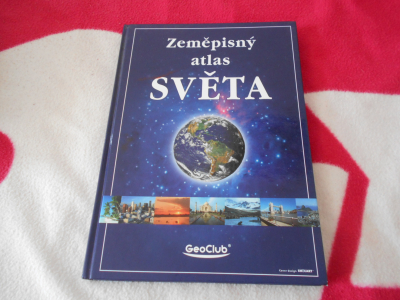 Zeměpisný
atlas
SVĚTA
GeoClub®